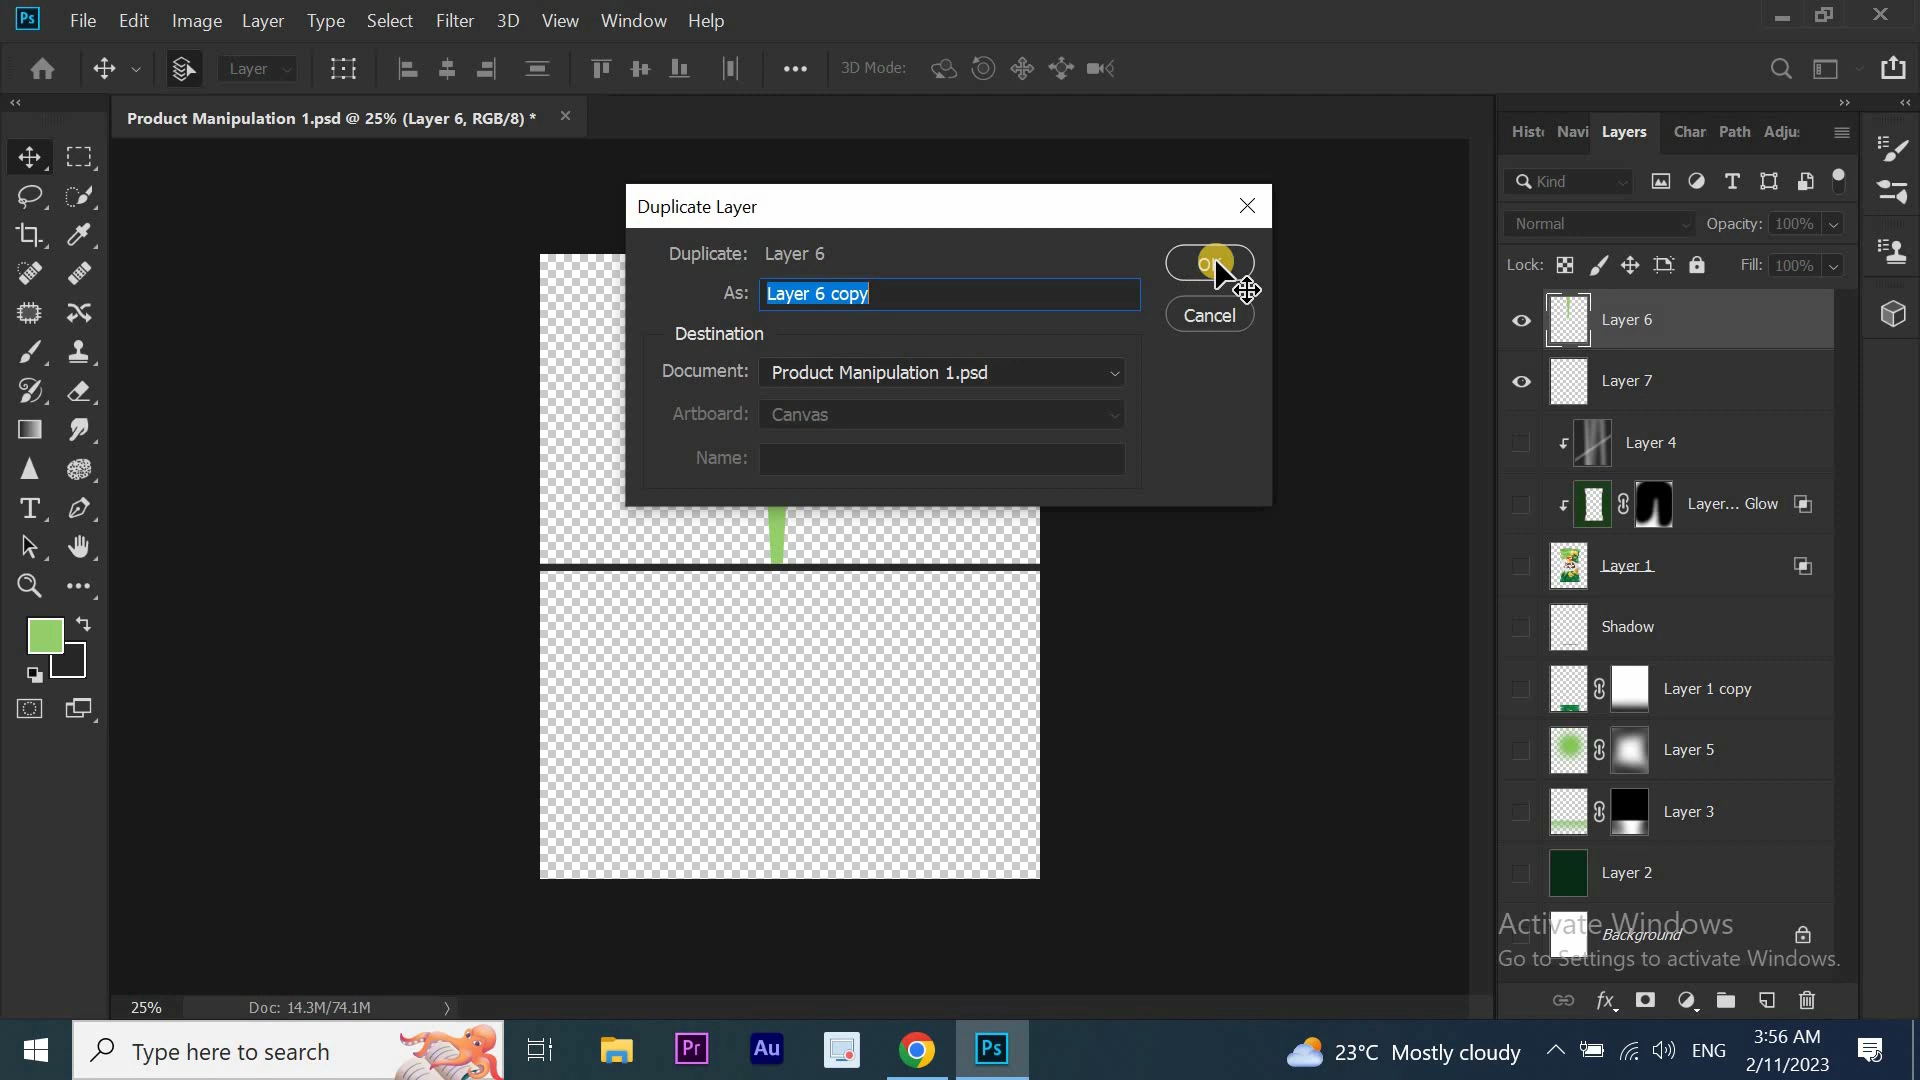 Ps File Edit Image Layer Type Select Filter 3D View Window Help
Layer 3D Mode:
Product Manipulation 1.psd @ 25% (Layer 6, RGB/8) *
Duplicate Layer
Duplicate: Layer 6
As: Layer 6 copy
OK
Cancel
Destination
Document: Product Manipulation 1.psd
Artboard: Canvas
Name:
Histo Navi Layers Char Path Adju:
Kind
Normal Opacity: 100%
Lock: Fill: 100%
Layer 6
Layer 7
Layer 4
Layer... Glow
Layer 1
Shadow
Layer 1 copy
Layer 5
Layer 3
Layer 2
Background
Activate Windows
Go to Settings to activate Windows.
25% Doc: 14.3M/74.1M
Type here to search
Pr Au Ps
23°C Mostly cloudy ENG
3:56 AM
2/11/2023